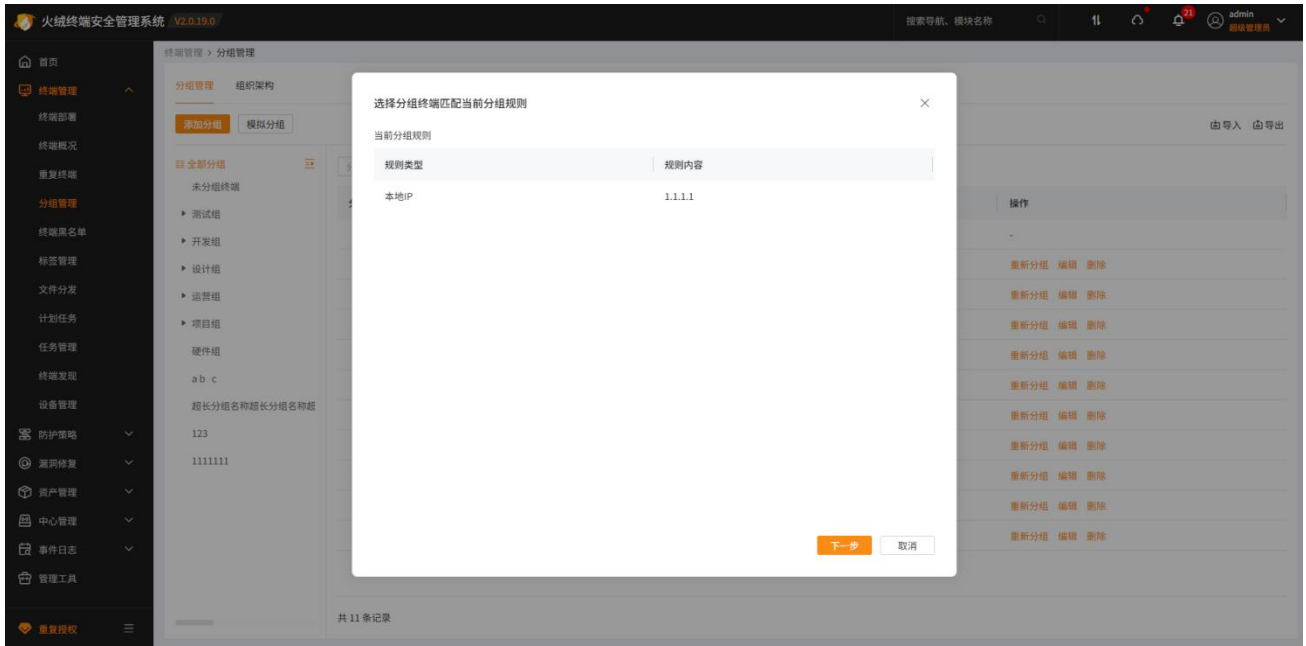 火绒终端安全管理系统 V2.0.19.0
搜索导航、模块名称
21
admin
超级管理员
首页
终端管理
终端部署
终端概况
重复终端
分组管理
终端黑名单
标签管理
文件分发
计划任务
任务管理
终端发现
设备管理
防护策略
漏洞修复
资产管理
中心管理
事件日志
管理工具
重复授权
终端管理 › 分组管理
分组管理 组织架构
添加分组 模拟分组
导入 导出
全部分组
未分组终端
测试组
开发组
设计组
运营组
项目组
硬件组
a b c
超长分组名称超长分组名称超
123
1111111
选择分组终端匹配当前分组规则
当前分组规则
规则类型 规则内容
本地IP 1.1.1.1
下一步 取消
操作
-
重新分组 编辑 删除
重新分组 编辑 删除
重新分组 编辑 删除
重新分组 编辑 删除
重新分组 编辑 删除
重新分组 编辑 删除
重新分组 编辑 删除
重新分组 编辑 删除
重新分组 编辑 删除
重新分组 编辑 删除
共 11 条记录